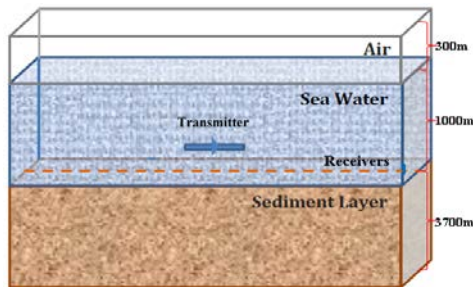 Air
300m
Sea Water
1000m
Transmitter
Receivers
Sediment Layer
3700m